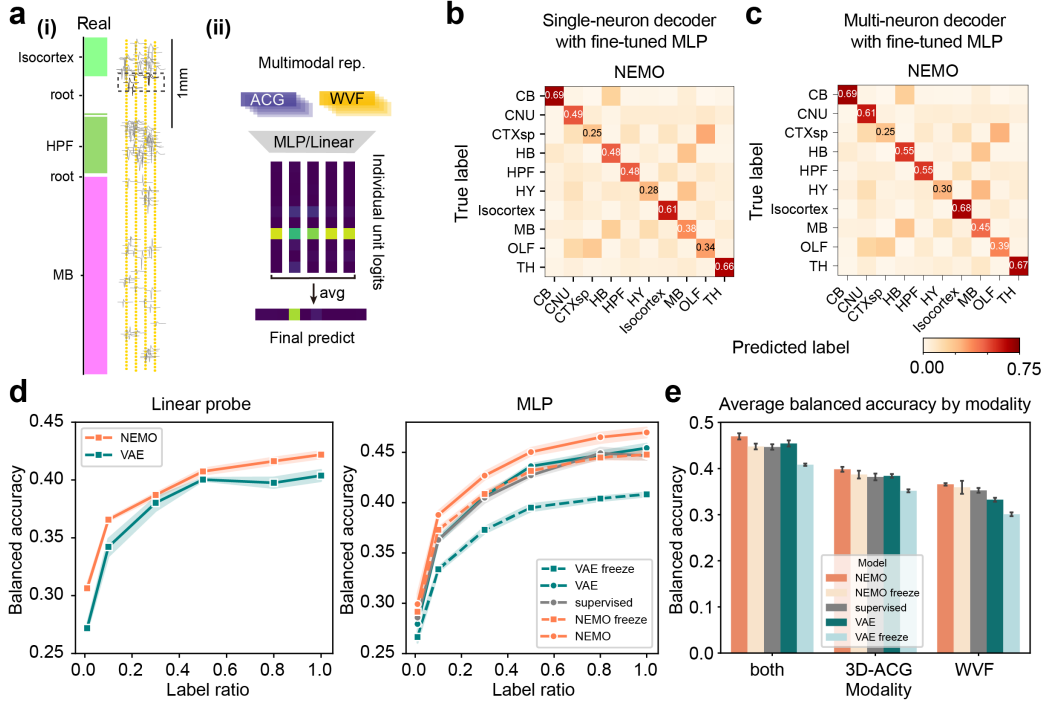 a
(i)
Real
Isocortex
root
HPF
root
MB
1mm
(ii)
Multimodal rep.
ACG
WVF
MLP/Linear
Individual unit logits
avg
Final predict
b
Single-neuron decoder
with fine-tuned MLP
NEMO
True label
CB
CNU
CTXsp
HB
HPF
HY
Isocortex
MB
OLF
TH
0.69
0.49
0.25
0.48
0.48
0.28
0.61
0.38
0.34
0.66
CB
CNU
CTXsp
HB
HPF
HY
Isocortex
MB
OLF
TH
c
Multi-neuron decoder
with fine-tuned MLP
NEMO
True label
CB
CNU
CTXsp
HB
HPF
HY
Isocortex
MB
OLF
TH
0.69
0.61
0.25
0.55
0.55
0.30
0.68
0.45
0.39
0.67
CB
CNU
CTXsp
HB
HPF
HY
Isocortex
MB
OLF
TH
Predicted label
0.00
0.75
d
Linear probe
Balanced accuracy
0.45
0.40
0.35
0.30
0.25
NEMO
VAE
0.0
0.2
0.4
0.6
0.8
1.0
Label ratio
MLP
Balanced accuracy
0.45
0.40
0.35
0.30
0.25
VAE freeze
VAE
supervised
NEMO freeze
NEMO
0.0
0.2
0.4
0.6
0.8
1.0
Label ratio
e
Average balanced accuracy by modality
Balanced accuracy
0.5
0.4
0.3
0.2
0.1
0.0
Model
NEMO
NEMO freeze
supervised
VAE
VAE freeze
both
3D-ACG
WVF
Modality